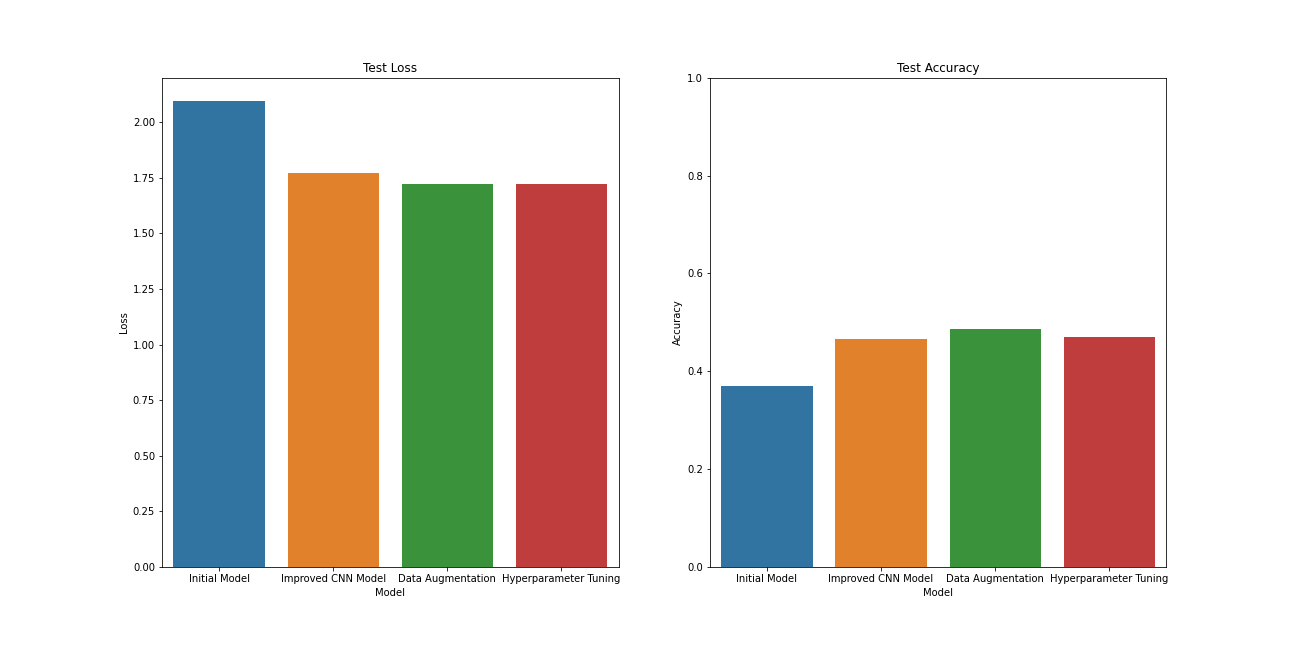 Test Loss
2.00
1.75
1.50
1.25
1.00
0.75
0.50
0.25
0.00
Loss
Initial Model
Improved CNN Model
Data Augmentation
Hyperparameter Tuning
Model
Test Accuracy
1.0
0.8
0.6
0.4
0.2
0.0
Accuracy
Initial Model
Improved CNN Model
Data Augmentation
Hyperparameter Tuning
Model